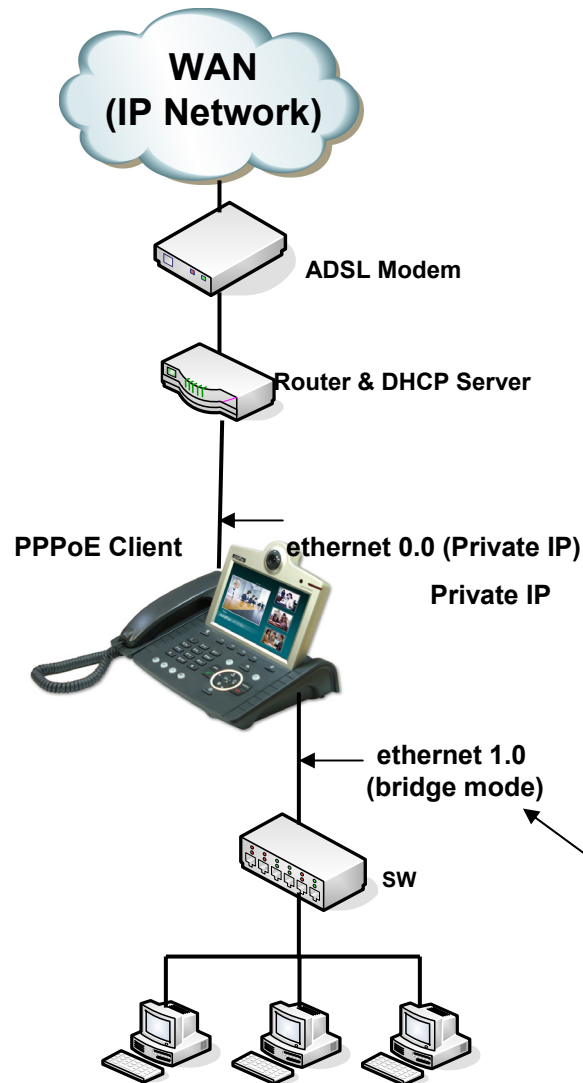 WAN
(IP Network)
ADSL Modem
Router & DHCP Server
PPPoE Client
ethernet 0.0 (Private IP)
Private IP
ethernet 1.0
(bridge mode)
SW